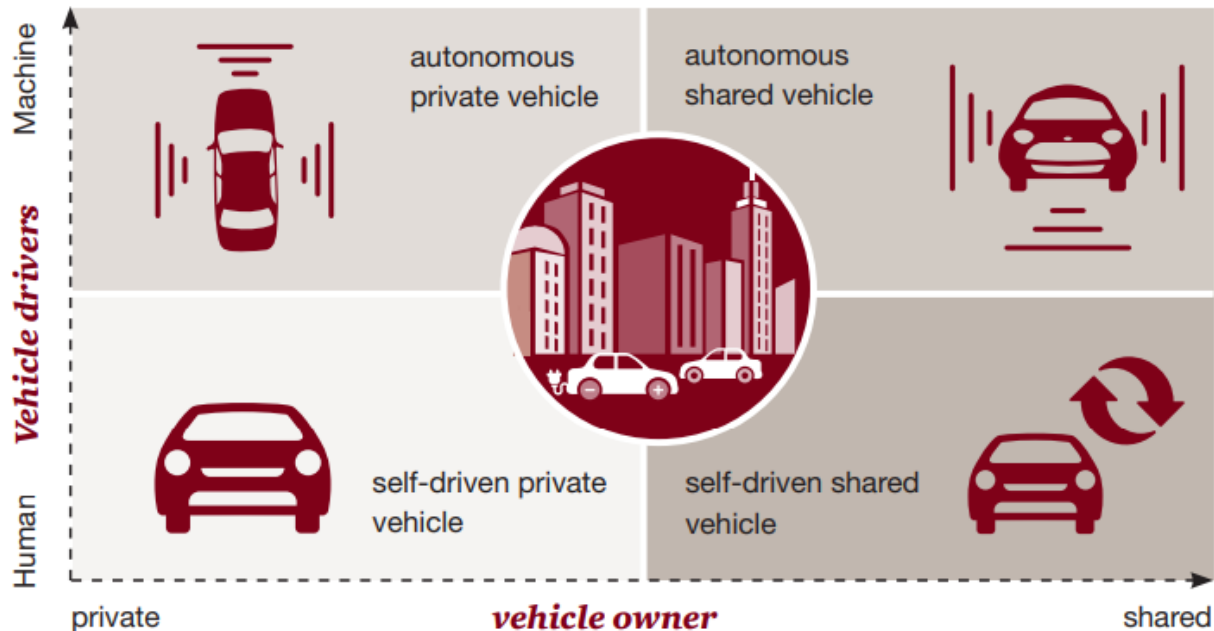 Machine
Vehicle drivers
Human
autonomous
private vehicle
autonomous
shared vehicle
self-driven private
vehicle
self-driven shared
vehicle
private
vehicle owner
shared